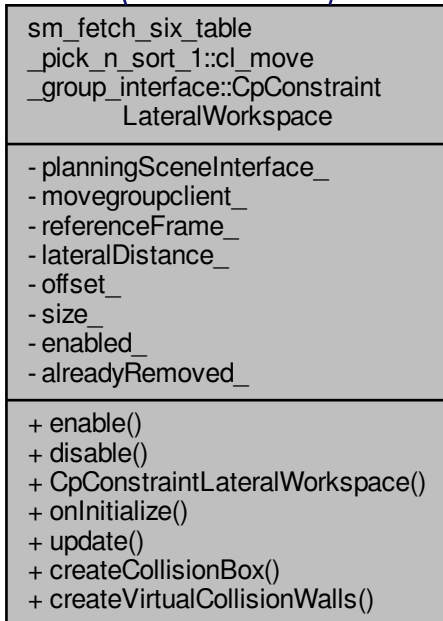 sm_fetch_six_table
_pick_n_sort_1::cl_move
_group_interface::CpConstraint
LateralWorkspace
- planningSceneInterface_
- movegroupclient_
- referenceFrame_
- lateralDistance_
- offset_
- size_
- enabled_
- alreadyRemoved_
+ enable()
+ disable()
+ CpConstraintLateralWorkspace()
+ onInitialize()
+ update()
+ createCollisionBox()
+ createVirtualCollisionWalls()